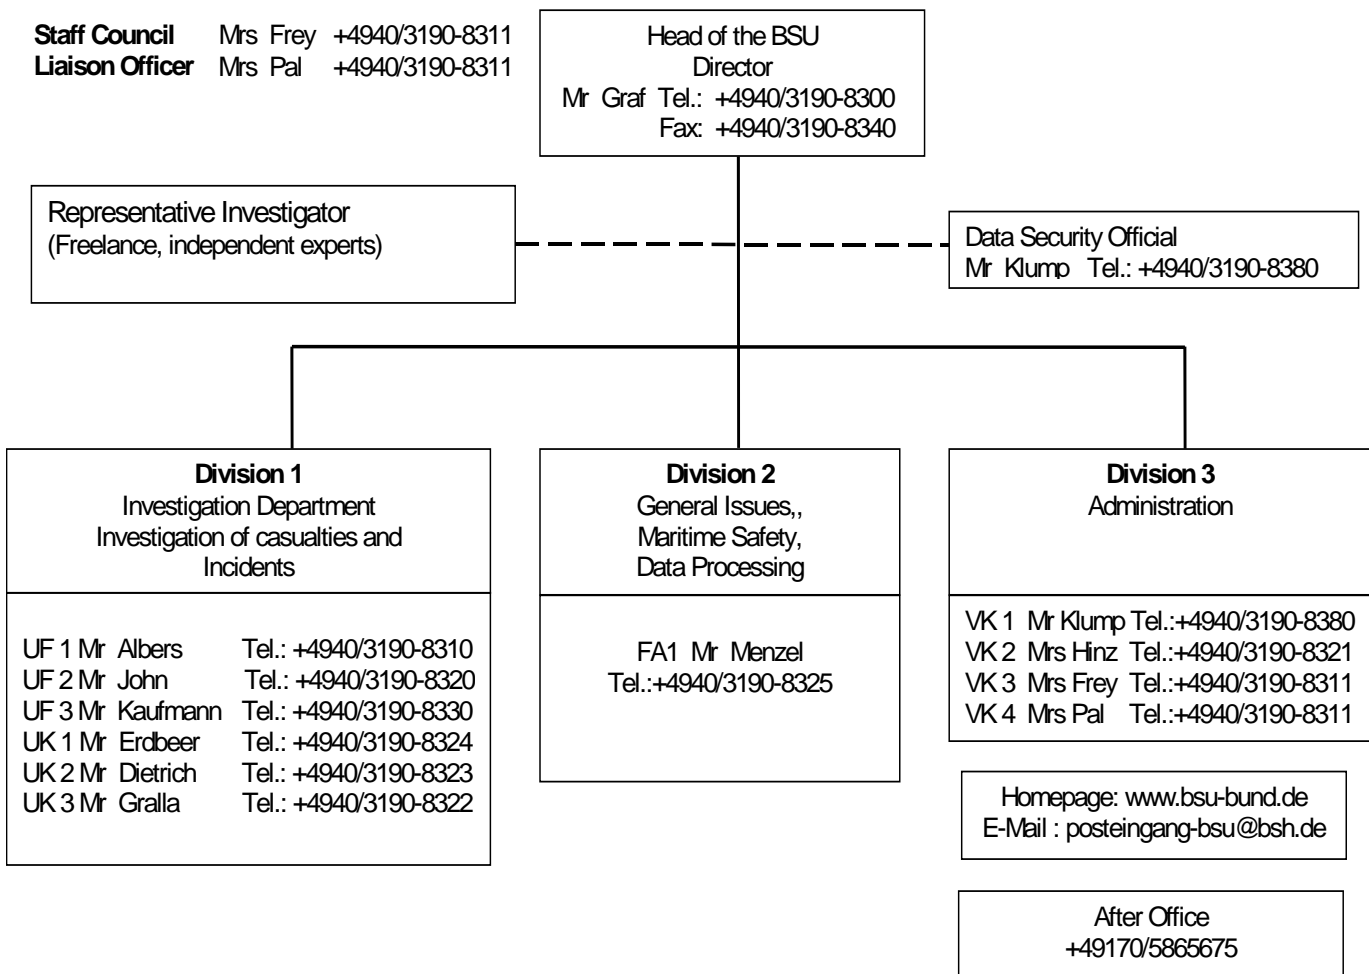 Staff Council Mrs Frey +4940/3190-8311
Liaison Officer Mrs Pal +4940/3190-8311
Head of the BSU
Director
Mr Graf Tel.: +4940/3190-8300
Fax: +4940/3190-8340
Representative Investigator
(Freelance, independent experts)
Data Security Official
Mr Klump Tel.: +4940/3190-8380
Division 1
Investigation Department
Investigation of casualties and
Incidents
UF 1 Mr Albers Tel.: +4940/3190-8310
UF 2 Mr John Tel.: +4940/3190-8320
UF 3 Mr Kaufmann Tel.: +4940/3190-8330
UK 1 Mr Erdbeer Tel.: +4940/3190-8324
UK 2 Mr Dietrich Tel.: +4940/3190-8323
UK 3 Mr Gralla Tel.: +4940/3190-8322
Division 2
General Issues,,
Maritime Safety,
Data Processing
FA1 Mr Menzel
Tel.:+4940/3190-8325
Division 3
Administration
VK 1 Mr Klump Tel.:+4940/3190-8380
VK 2 Mrs Hinz Tel.:+4940/3190-8321
VK 3 Mrs Frey Tel.:+4940/3190-8311
VK 4 Mrs Pal Tel.:+4940/3190-8311
Homepage: www.bsu-bund.de
E-Mail : posteingang-bsu@bsh.de
After Office
+49170/5865675